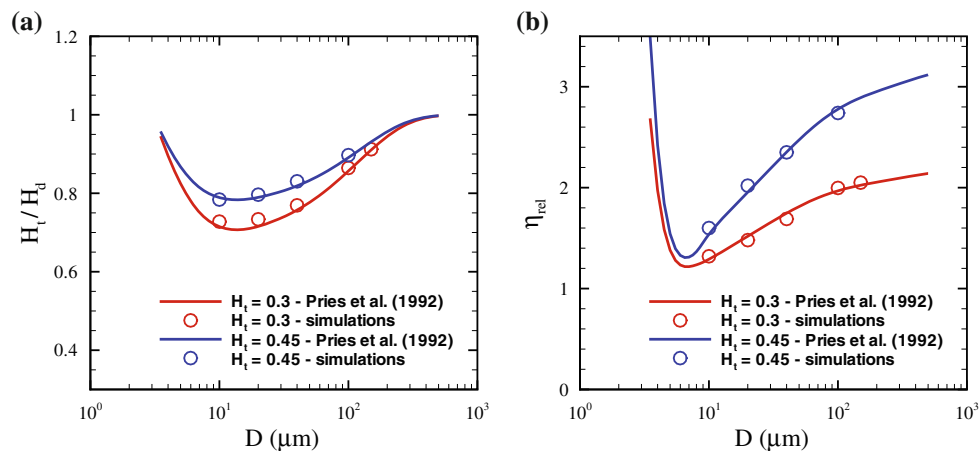 (a)
1.2
1
0.8
0.6
0.4
H_t / H_d
H_t = 0.3 - Pries et al. (1992)
H_t = 0.3 - simulations
H_t = 0.45 - Pries et al. (1992)
H_t = 0.45 - simulations
10^0 10^1 10^2 10^3
D (μm)
(b)
3
2
1
0
η_rel
H_t = 0.3 - Pries et al. (1992)
H_t = 0.3 - simulations
H_t = 0.45 - Pries et al. (1992)
H_t = 0.45 - simulations
10^0 10^1 10^2 10^3
D (μm)